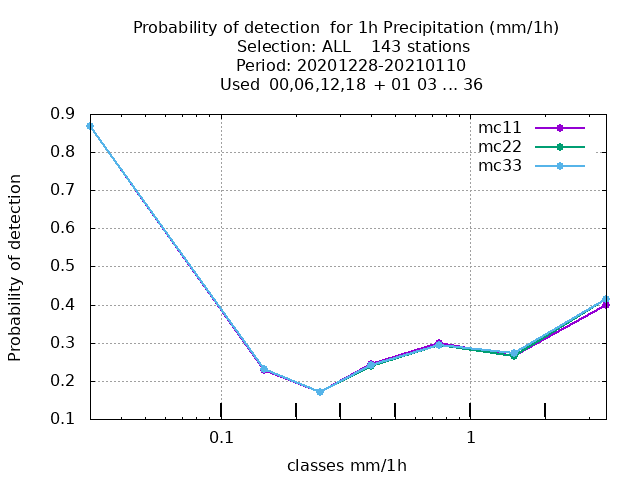 Probability of detection  for 1h Precipitation (mm/1h)
Selection: ALL    143 stations
Period: 20201228-20210110
Used  00,06,12,18  + 01 03 ... 36
mc11
mc22
mc33
0.9
0.8
0.7
0.6
0.5
0.4
0.3
0.2
0.1
Probability of detection
0.1
1
classes mm/1h